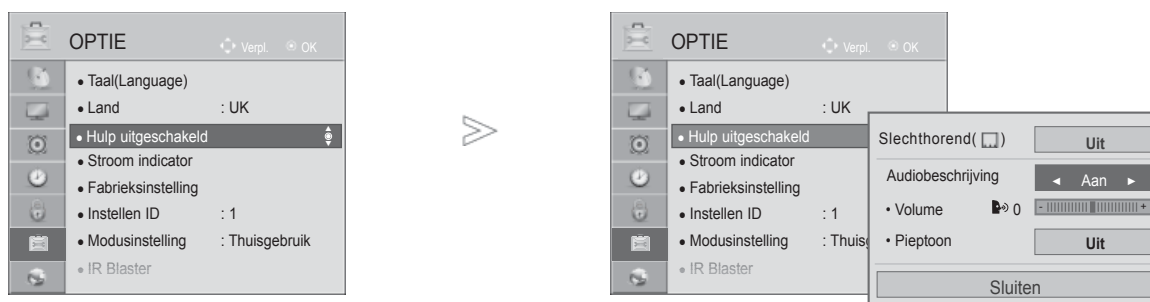 OPTIE Verpl. OK
• Taal(Language)
• Land : UK
• Hulp uitgeschakeld
• Stroom indicator
• Fabrieksinstelling
• Instellen ID : 1
• Modusinstelling : Thuisgebruik
• IR Blaster
OPTIE Verpl. OK
• Taal(Language)
• Land : UK
• Hulp uitgeschakeld
• Stroom indicator
• Fabrieksinstelling
• Instellen ID : 1
• Modusinstelling : Thuisg
• IR Blaster
Slechthorend( ) Uit
Audiobeschrijving ◄ Aan ►
• Volume 0 - +
• Pieptoon Uit
Sluiten